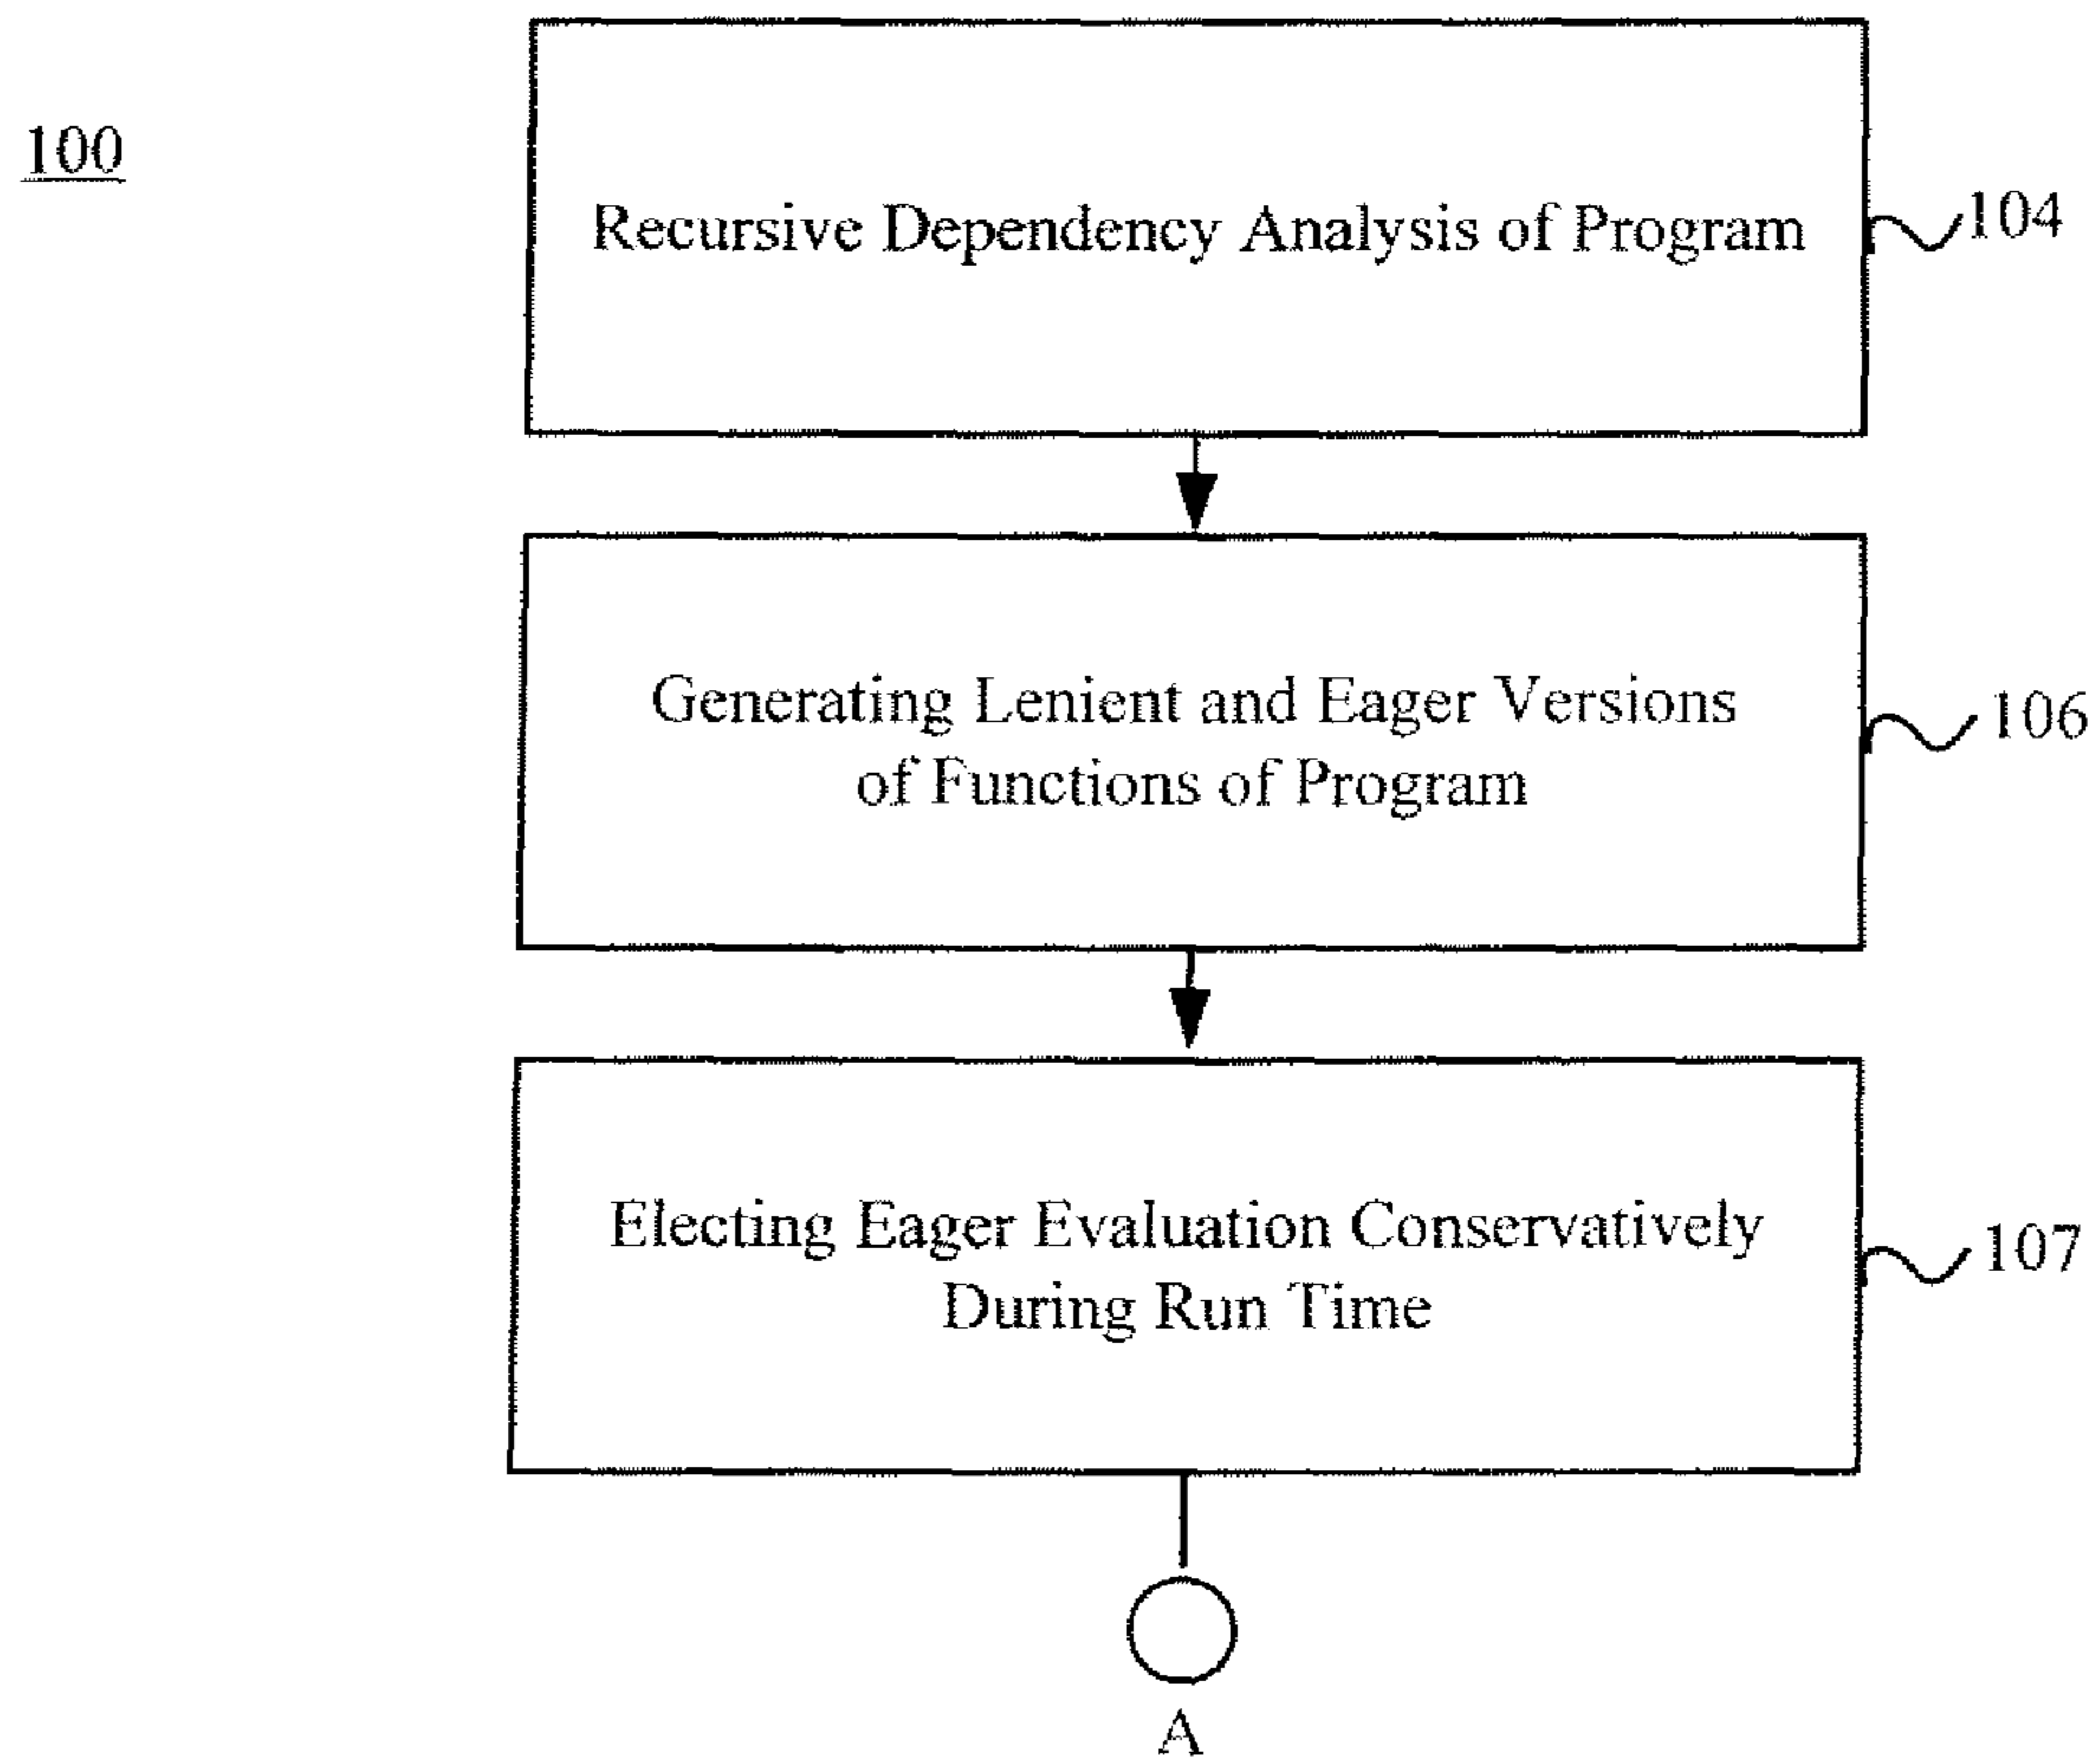 100
Recursive Dependency Analysis of Program
104
Generating Lenient and Eager Versions
of Functions of Program
106
Electing Eager Evaluation Conservatively
During Run Time
107
A